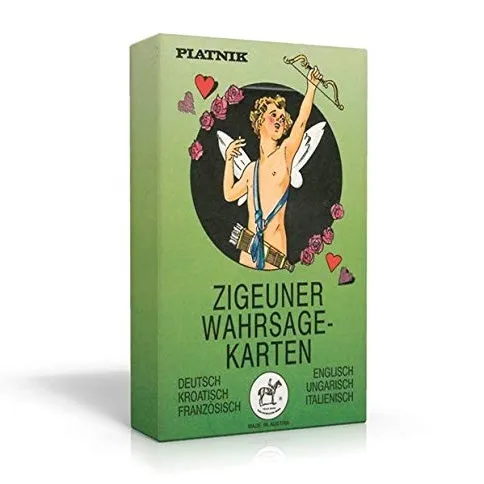 PIATNIK
ZIGEUNER
WAHRSAGE-
KARTEN
DEUTSCH
KROATISCH
FRANZÖSISCH
ENGLISCH
UNGARISCH
ITALIENISCH
MADE IN AUSTRIA